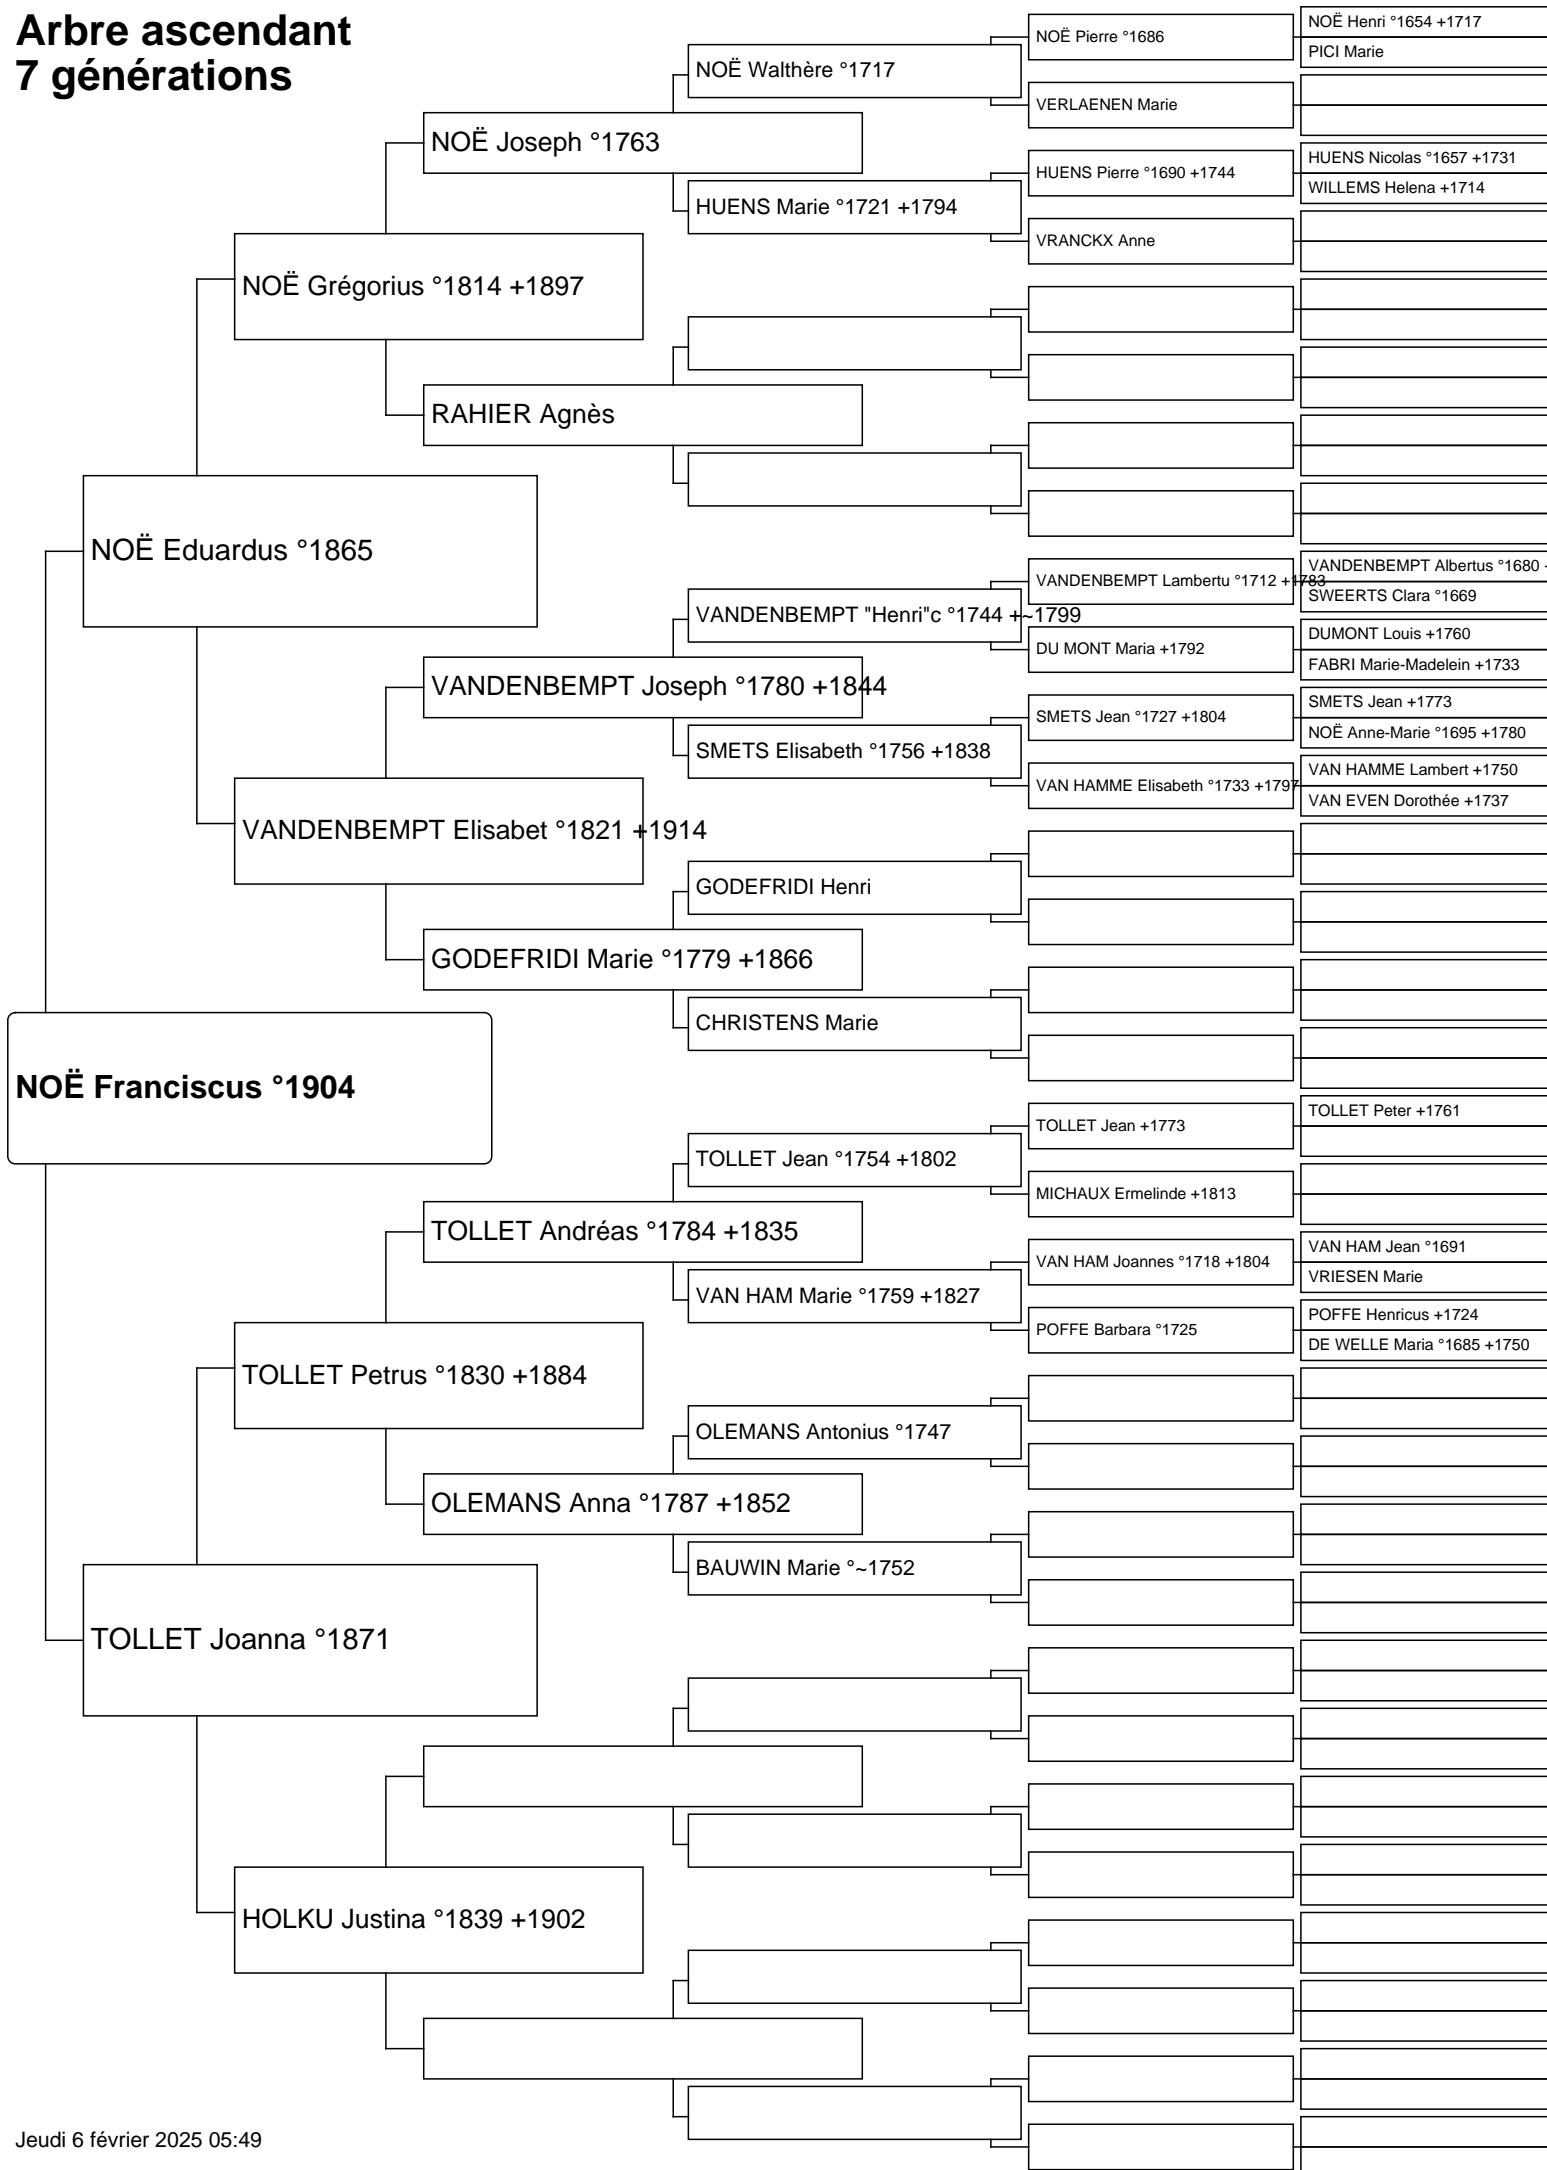 Arbre ascendant
7 générations
NOË Henri °1654 +1717
NOË Pierre °1686
PICI Marie
NOË Walthère °1717
VERLAENEN Marie
NOË Joseph °1763
HUENS Nicolas °1657 +1731
HUENS Pierre °1690 +1744
WILLEMS Helena +1714
HUENS Marie °1721 +1794
VRANCKX Anne
NOË Grégorius °1814 +1897
RAHIER Agnès
NOË Eduardus °1865
VANDENBEMPT Albertus °1680
VANDENBEMPT Lambertu °1712 +1783
SWEERTS Clara °1669
VANDENBEMPT "Henri"c °1744 +~1799
DUMONT Louis +1760
DU MONT Maria +1792
FABRI Marie-Madelein +1733
VANDENBEMPT Joseph °1780 +1844
SMETS Jean +1773
SMETS Jean °1727 +1804
NOË Anne-Marie °1695 +1780
SMETS Elisabeth °1756 +1838
VAN HAMME Lambert +1750
VAN HAMME Elisabeth °1733 +1797
VAN EVEN Dorothée +1737
VANDENBEMPT Elisabet °1821 +1914
GODEFRIDI Henri
GODEFRIDI Marie °1779 +1866
CHRISTENS Marie
NOË Franciscus °1904
TOLLET Peter +1761
TOLLET Jean +1773
TOLLET Jean °1754 +1802
MICHAUX Ermelinde +1813
TOLLET Andréas °1784 +1835
VAN HAM Jean °1691
VAN HAM Joannes °1718 +1804
VRIESEN Marie
VAN HAM Marie °1759 +1827
POFFE Henricus +1724
POFFE Barbara °1725
DE WELLE Maria °1685 +1750
TOLLET Petrus °1830 +1884
OLEMANS Antonius °1747
OLEMANS Anna °1787 +1852
BAUWIN Marie °~1752
TOLLET Joanna °1871
HOLKU Justina °1839 +1902
Jeudi 6 février 2025 05:49